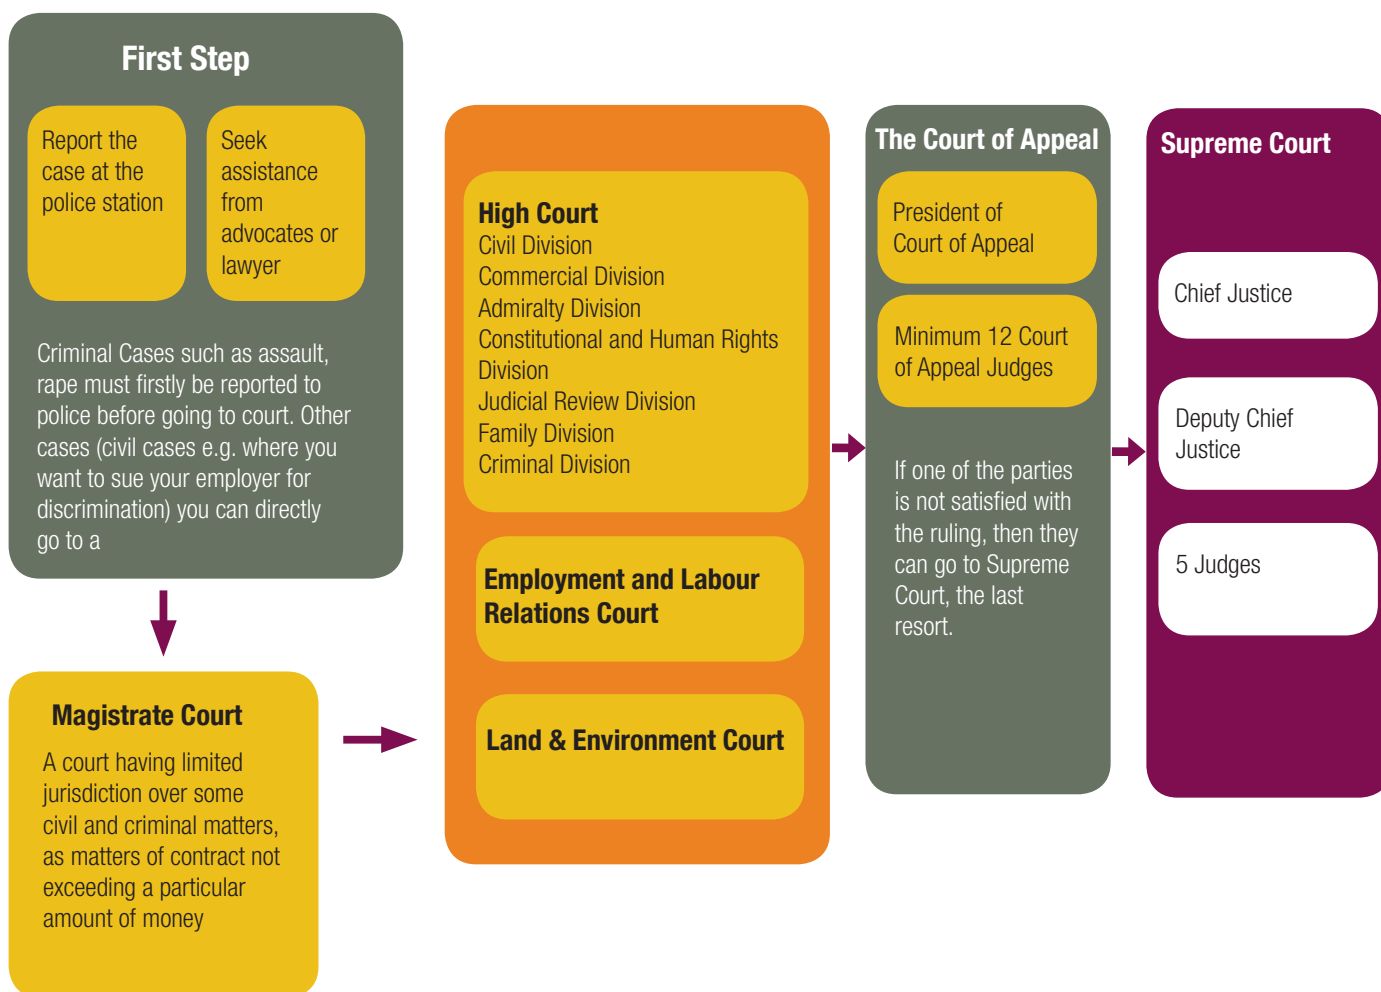 First Step
Report the
case at the
police station
Seek
assistance
from
advocates or
lawyer
Criminal Cases such as assault,
rape must firstly be reported to
police before going to court. Other
cases (civil cases e.g. where you
want to sue your employer for
discrimination) you can directly
go to a
Magistrate Court
A court having limited
jurisdiction over some
civil and criminal matters,
as matters of contract not
exceeding a particular
amount of money
High Court
Civil Division
Commercial Division
Admiralty Division
Constitutional and Human Rights
Division
Judicial Review Division
Family Division
Criminal Division
Employment and Labour
Relations Court
Land & Environment Court
The Court of Appeal
President of
Court of Appeal
Minimum 12 Court
of Appeal Judges
If one of the parties
is not satisfied with
the ruling, then they
can go to Supreme
Court, the last
resort.
Supreme Court
Chief Justice
Deputy Chief
Justice
5 Judges